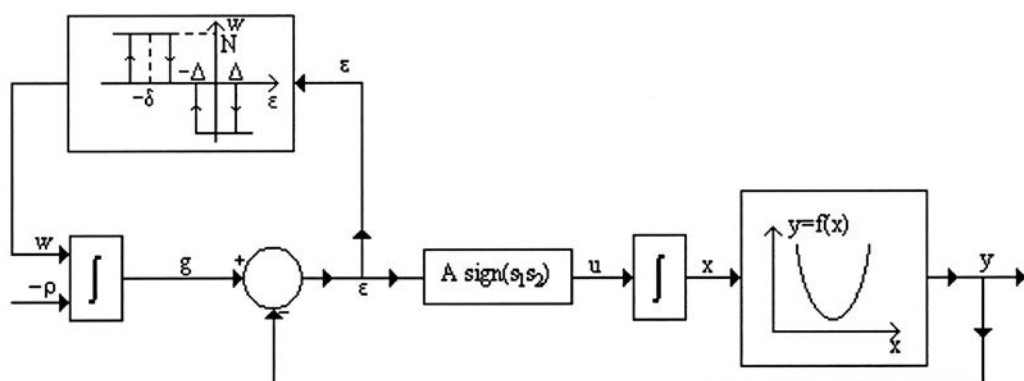 w
N
-Δ Δ
-δ ε
ε
w
-ρ
∫
g
+
-
ε
A sign(s₁s₂)
u
∫
x
y=f(x)
x
y